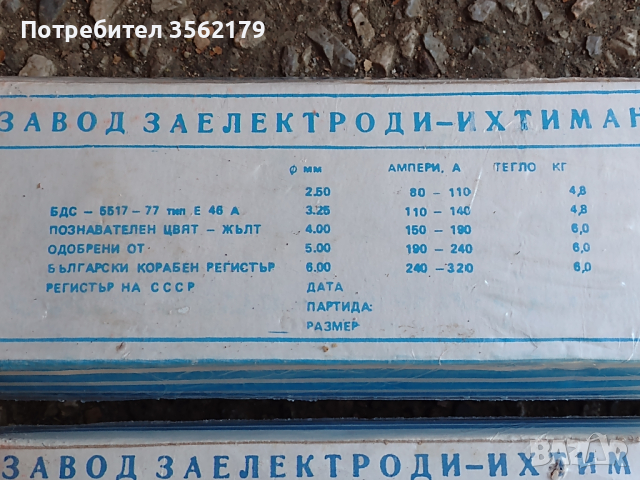 Потребител 3562179
ЗАВОД ЗАЕЛЕКТРОДИ-ИХТИМАН
ф мм АМПЕРИ, А ТЕГЛО КГ
2.50 80 - 110 4,8
БДС - 5517 - 77 тип Е 46 А 3.25 110 - 140 4,8
ПОЗНАВАТЕЛЕН ЦВЯТ - ЖЪЛТ 4.00 150 - 190 6,0
ОДОБРЕНИ ОТ 5.00 190 - 240 6,0
БЪЛГАРСКИ КОРАБЕН РЕГИСТЪР 6.00 240 - 320 6,0
РЕГИСТЪР НА СССР ДАТА
ПАРТИДА:
РАЗМЕР
ЗАВОД ЗАЕЛЕКТРОДИ-ИХТИМ
BAZAR